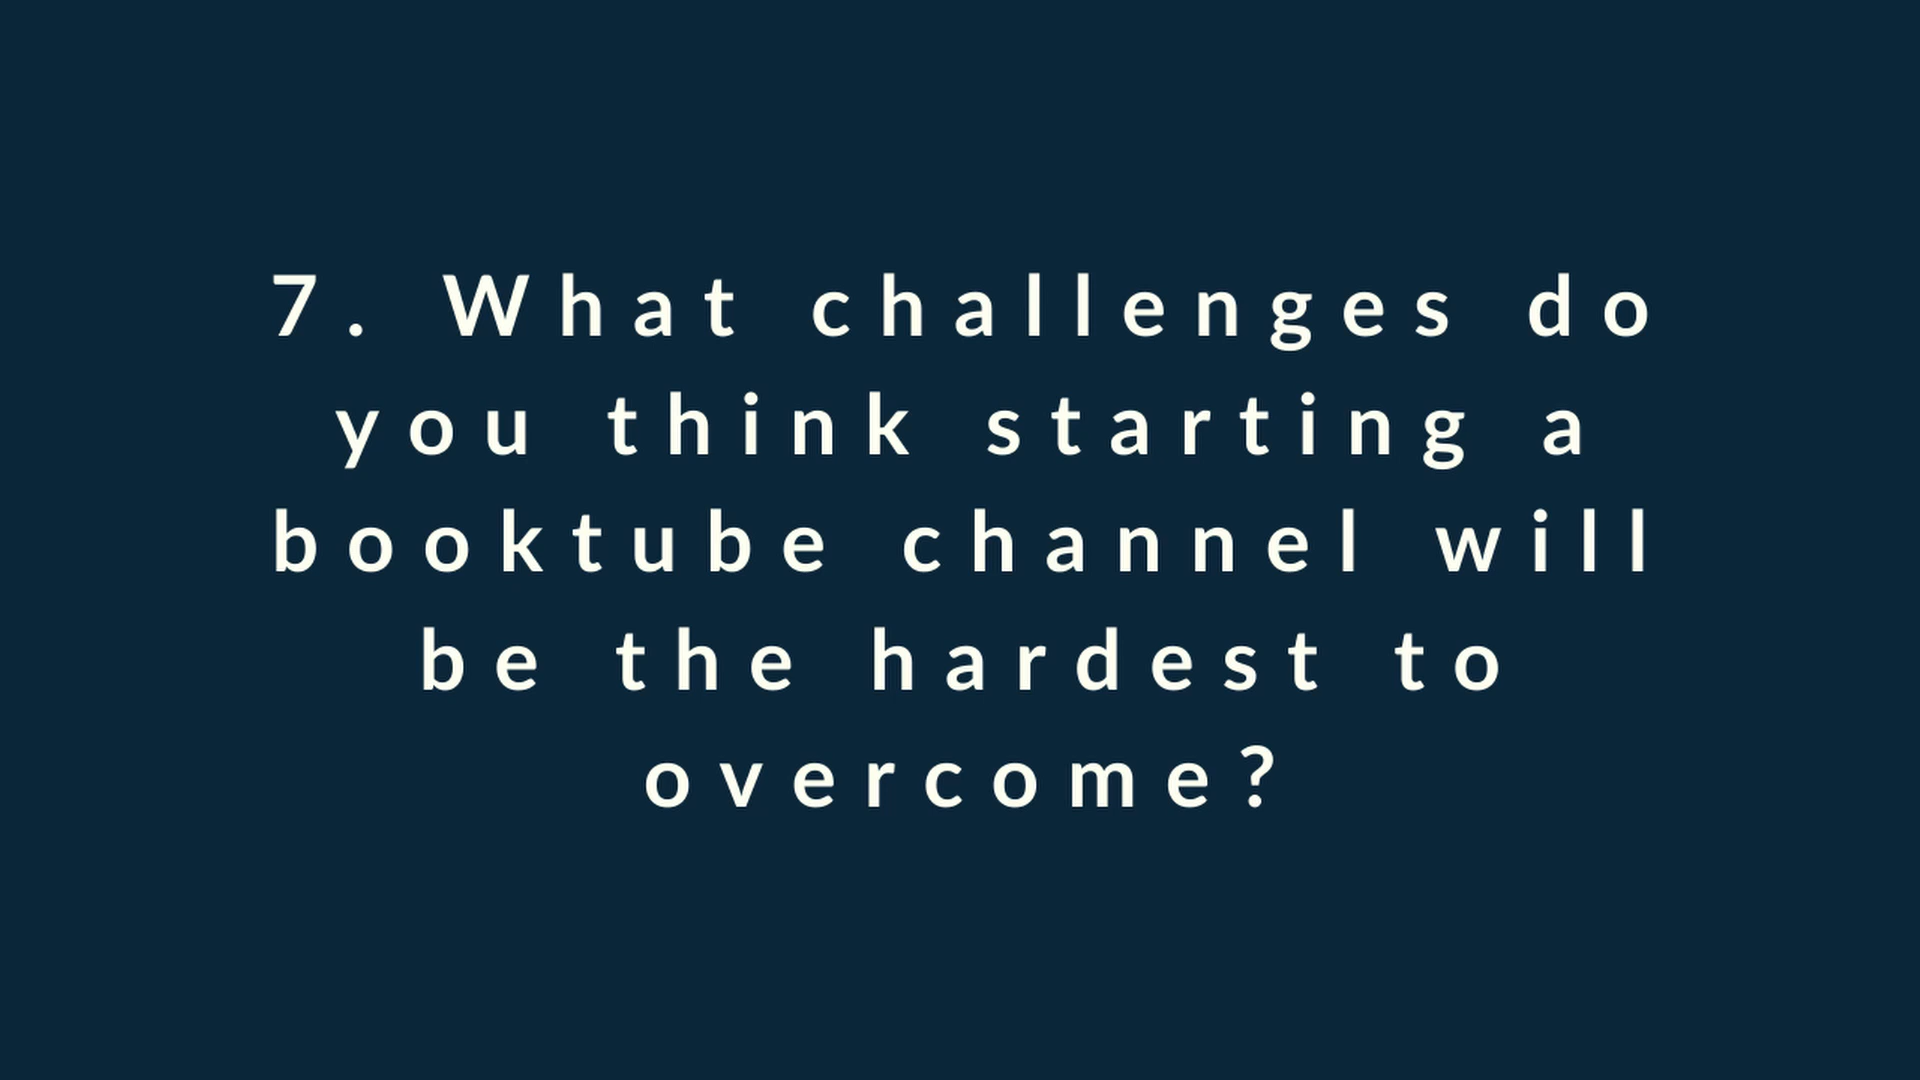 7. What challenges do
you think starting a
booktube channel will
be the hardest to
overcome?